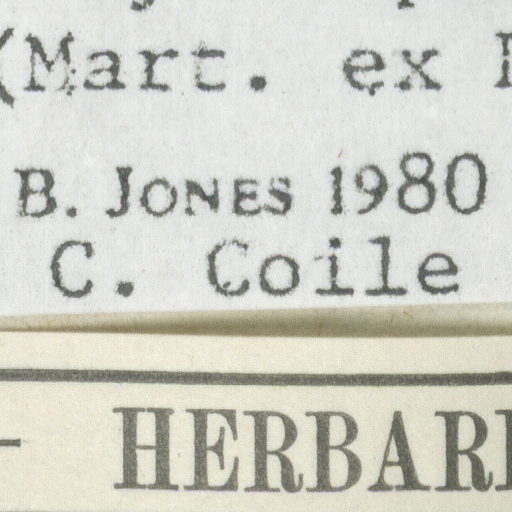 (Mart. ex
B. JONES 1980
C. Coile
- HERBAR